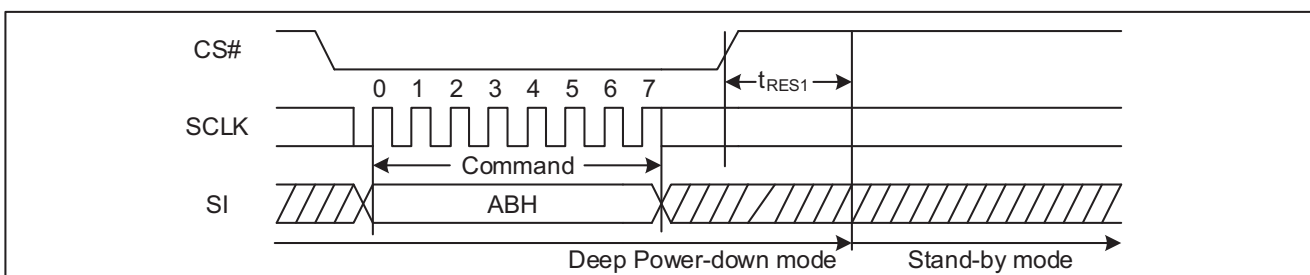 CS#
tRES1
0 1 2 3 4 5 6 7
SCLK
Command
SI
ABH
Deep Power-down mode
Stand-by mode